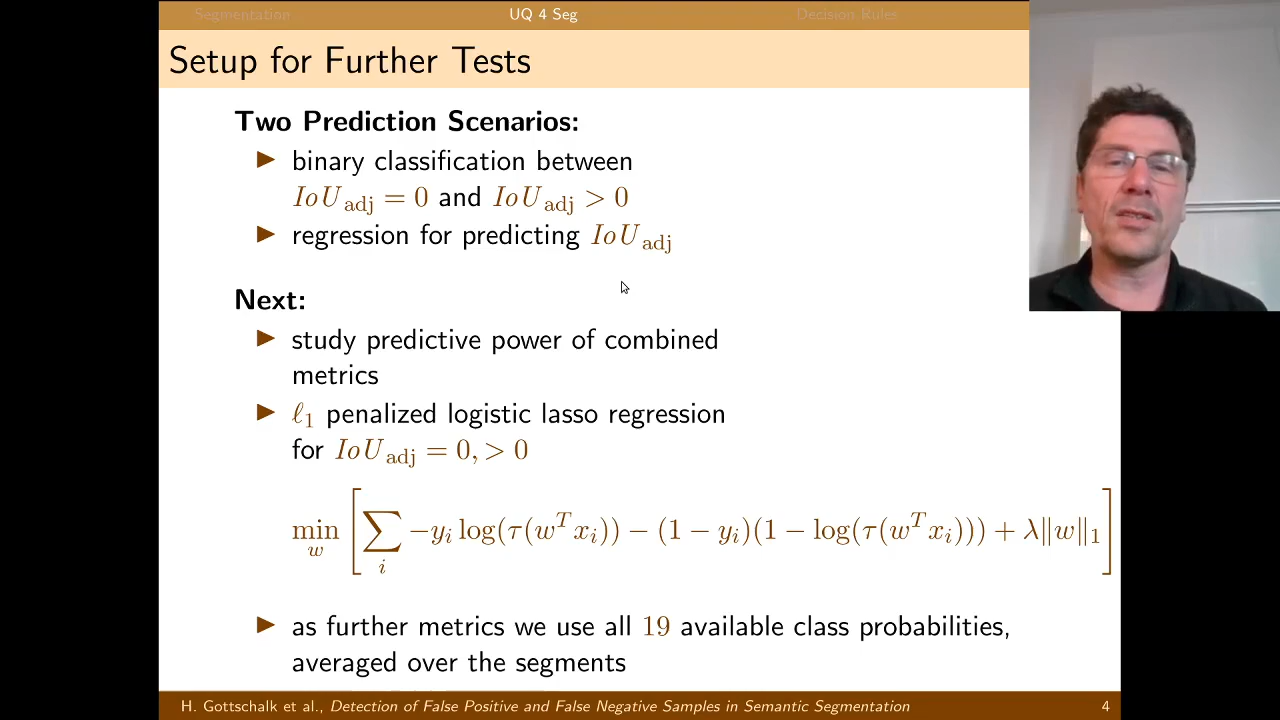 Segmentation UQ 4 Seg Decision Rules
Setup for Further Tests
Two Prediction Scenarios:
▶ binary classification between
IoU_adj = 0 and IoU_adj > 0
▶ regression for predicting IoU_adj
Next:
▶ study predictive power of combined
metrics
▶ ℓ₁ penalized logistic lasso regression
for IoU_adj = 0, > 0
min_w [ ∑_i −y_i log(τ(w^T x_i)) − (1 − y_i)(1 − log(τ(w^T x_i))) + λ‖w‖₁ ]
▶ as further metrics we use all 19 available class probabilities,
averaged over the segments
H. Gottschalk et al., Detection of False Positive and False Negative Samples in Semantic Segmentation 4